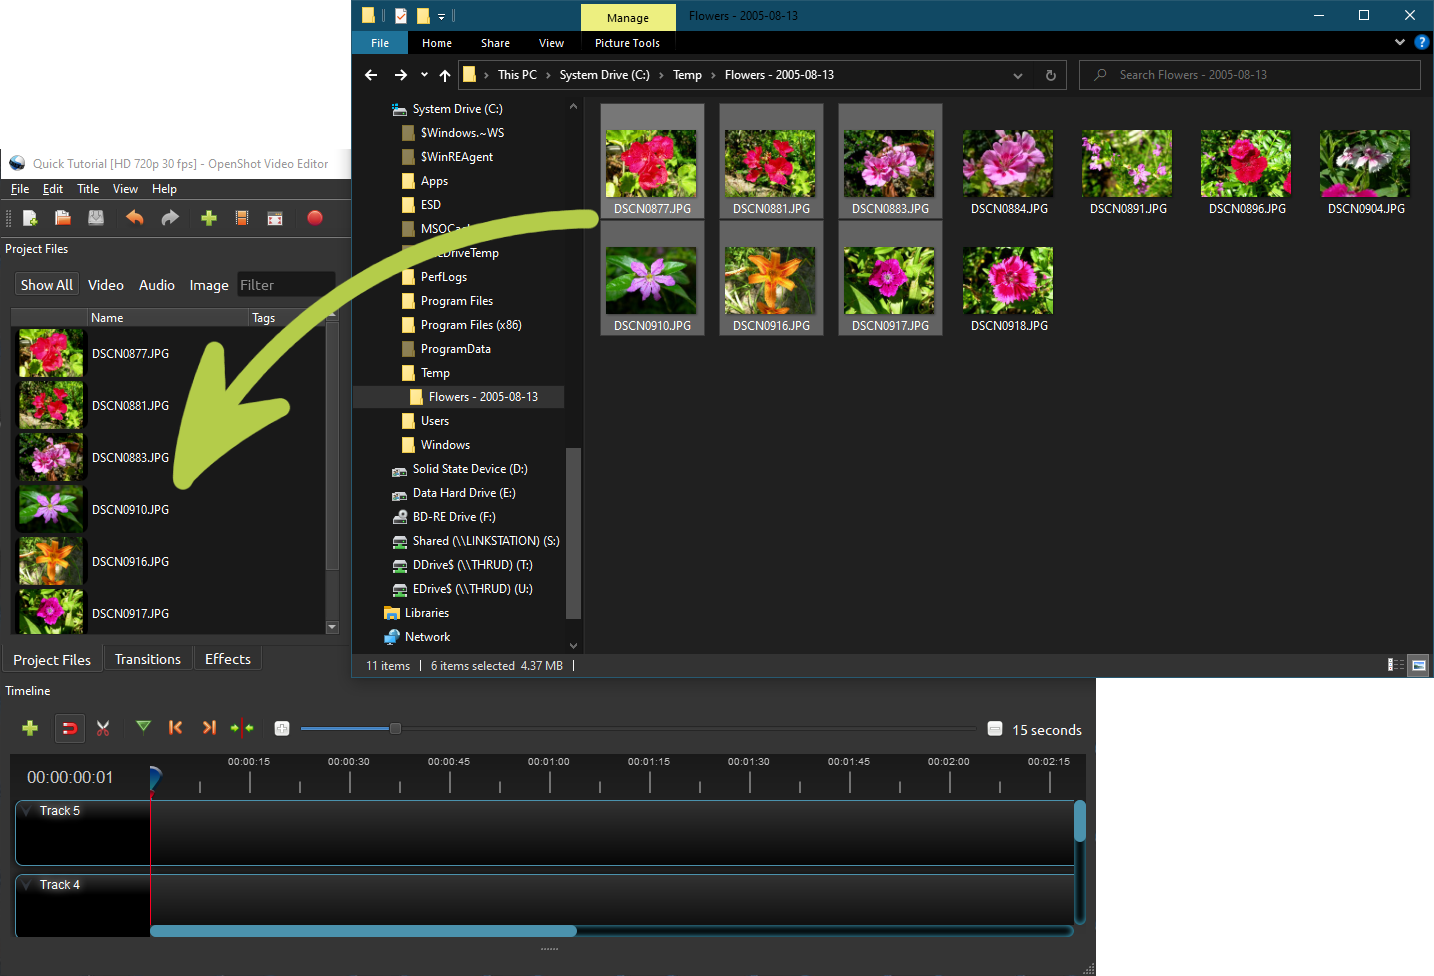 Manage
Flowers - 2005-08-13
File
Home
Share
View
Picture Tools
?
This PC
System Drive (C:)
Temp
Flowers - 2005-08-13
Search Flowers - 2005-08-13
System Drive (C:)
$Windows.~WS
$WinREAgent
Apps
ESD
PerfLogs
Program Files
Program Files (x86)
ProgramData
Temp
Flowers - 2005-08-13
Users
Windows
Solid State Device (D:)
Data Hard Drive (E:)
BD-RE Drive (F:)
Shared (\\LINKSTATION) (S:)
DDrive$ (\\THRUD) (T:)
EDrive$ (\\THRUD) (U:)
Libraries
Network
DSCN0877.JPG
DSCN0881.JPG
DSCN0883.JPG
DSCN0884.JPG
DSCN0891.JPG
DSCN0896.JPG
DSCN0904.JPG
DSCN0910.JPG
DSCN0916.JPG
DSCN0917.JPG
DSCN0918.JPG
11 items
6 items selected 4.37 MB
Quick Tutorial [HD 720p 30 fps] - OpenShot Video Editor
File Edit Title View Help
Project Files
Show All
Video
Audio
Image
Filter
Name
Tags
DSCN0877.JPG
DSCN0881.JPG
DSCN0883.JPG
DSCN0910.JPG
DSCN0916.JPG
DSCN0917.JPG
Project Files
Transitions
Effects
Timeline
15 seconds
00:00:00:01
00:00:15
00:00:30
00:00:45
00:01:00
00:01:15
00:01:30
00:01:45
00:02:00
00:02:15
Track 5
Track 4